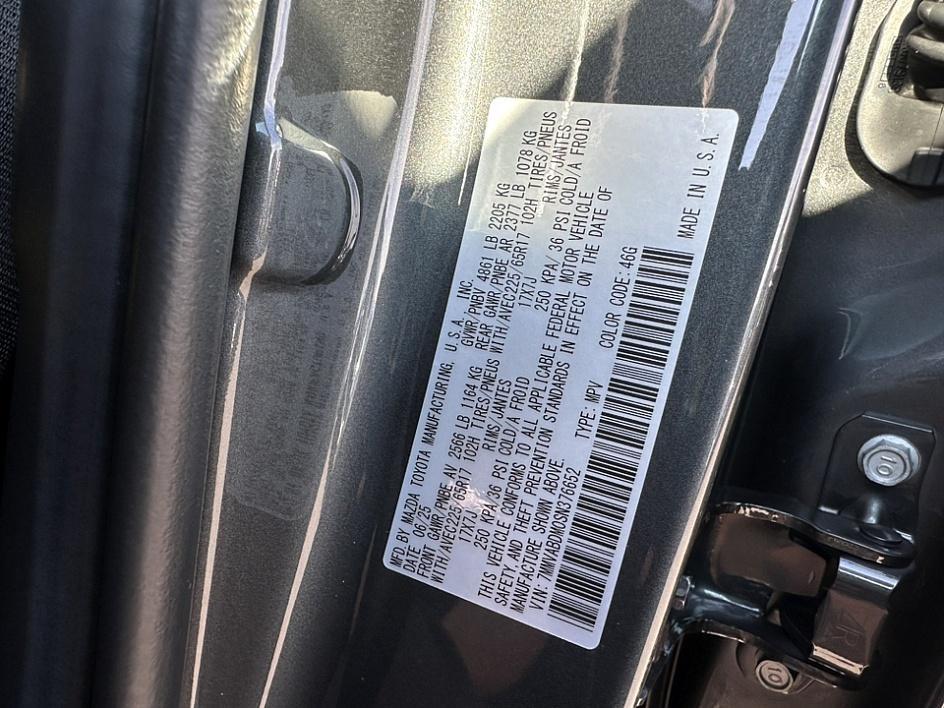 MFD.BY MAZDA TOYOTA MANUFACTURING, U.S.A., INC.
DATE 06/25 GVWR/PNBV 4861 LB 2205 KG
FRONT GAWR/PNBE AV 2566 LB 1164 KG REAR GAWR/PNBE AR 2377 LB 1078 KG
WITH/AVEC225/65R17 102H TIRES/PNEUS WITH/AVEC225/65R17 102H TIRES/PNEUS
17X7J RIMS/JANTES 17X7J RIMS/JANTES
250 KPA/ 36 PSI COLD/A FROID 250 KPA/ 36 PSI COLD/A FROID
THIS VEHICLE CONFORMS TO ALL APPLICABLE FEDERAL MOTOR VEHICLE
SAFETY, AND THEFT PREVENTION STANDARDS IN EFFECT ON THE DATE OF
MANUFACTURE SHOWN ABOVE.
VIN: 7MMVABDM0SN376652 TYPE: MPV COLOR CODE: 46G
MADE IN U.S.A.
10
10